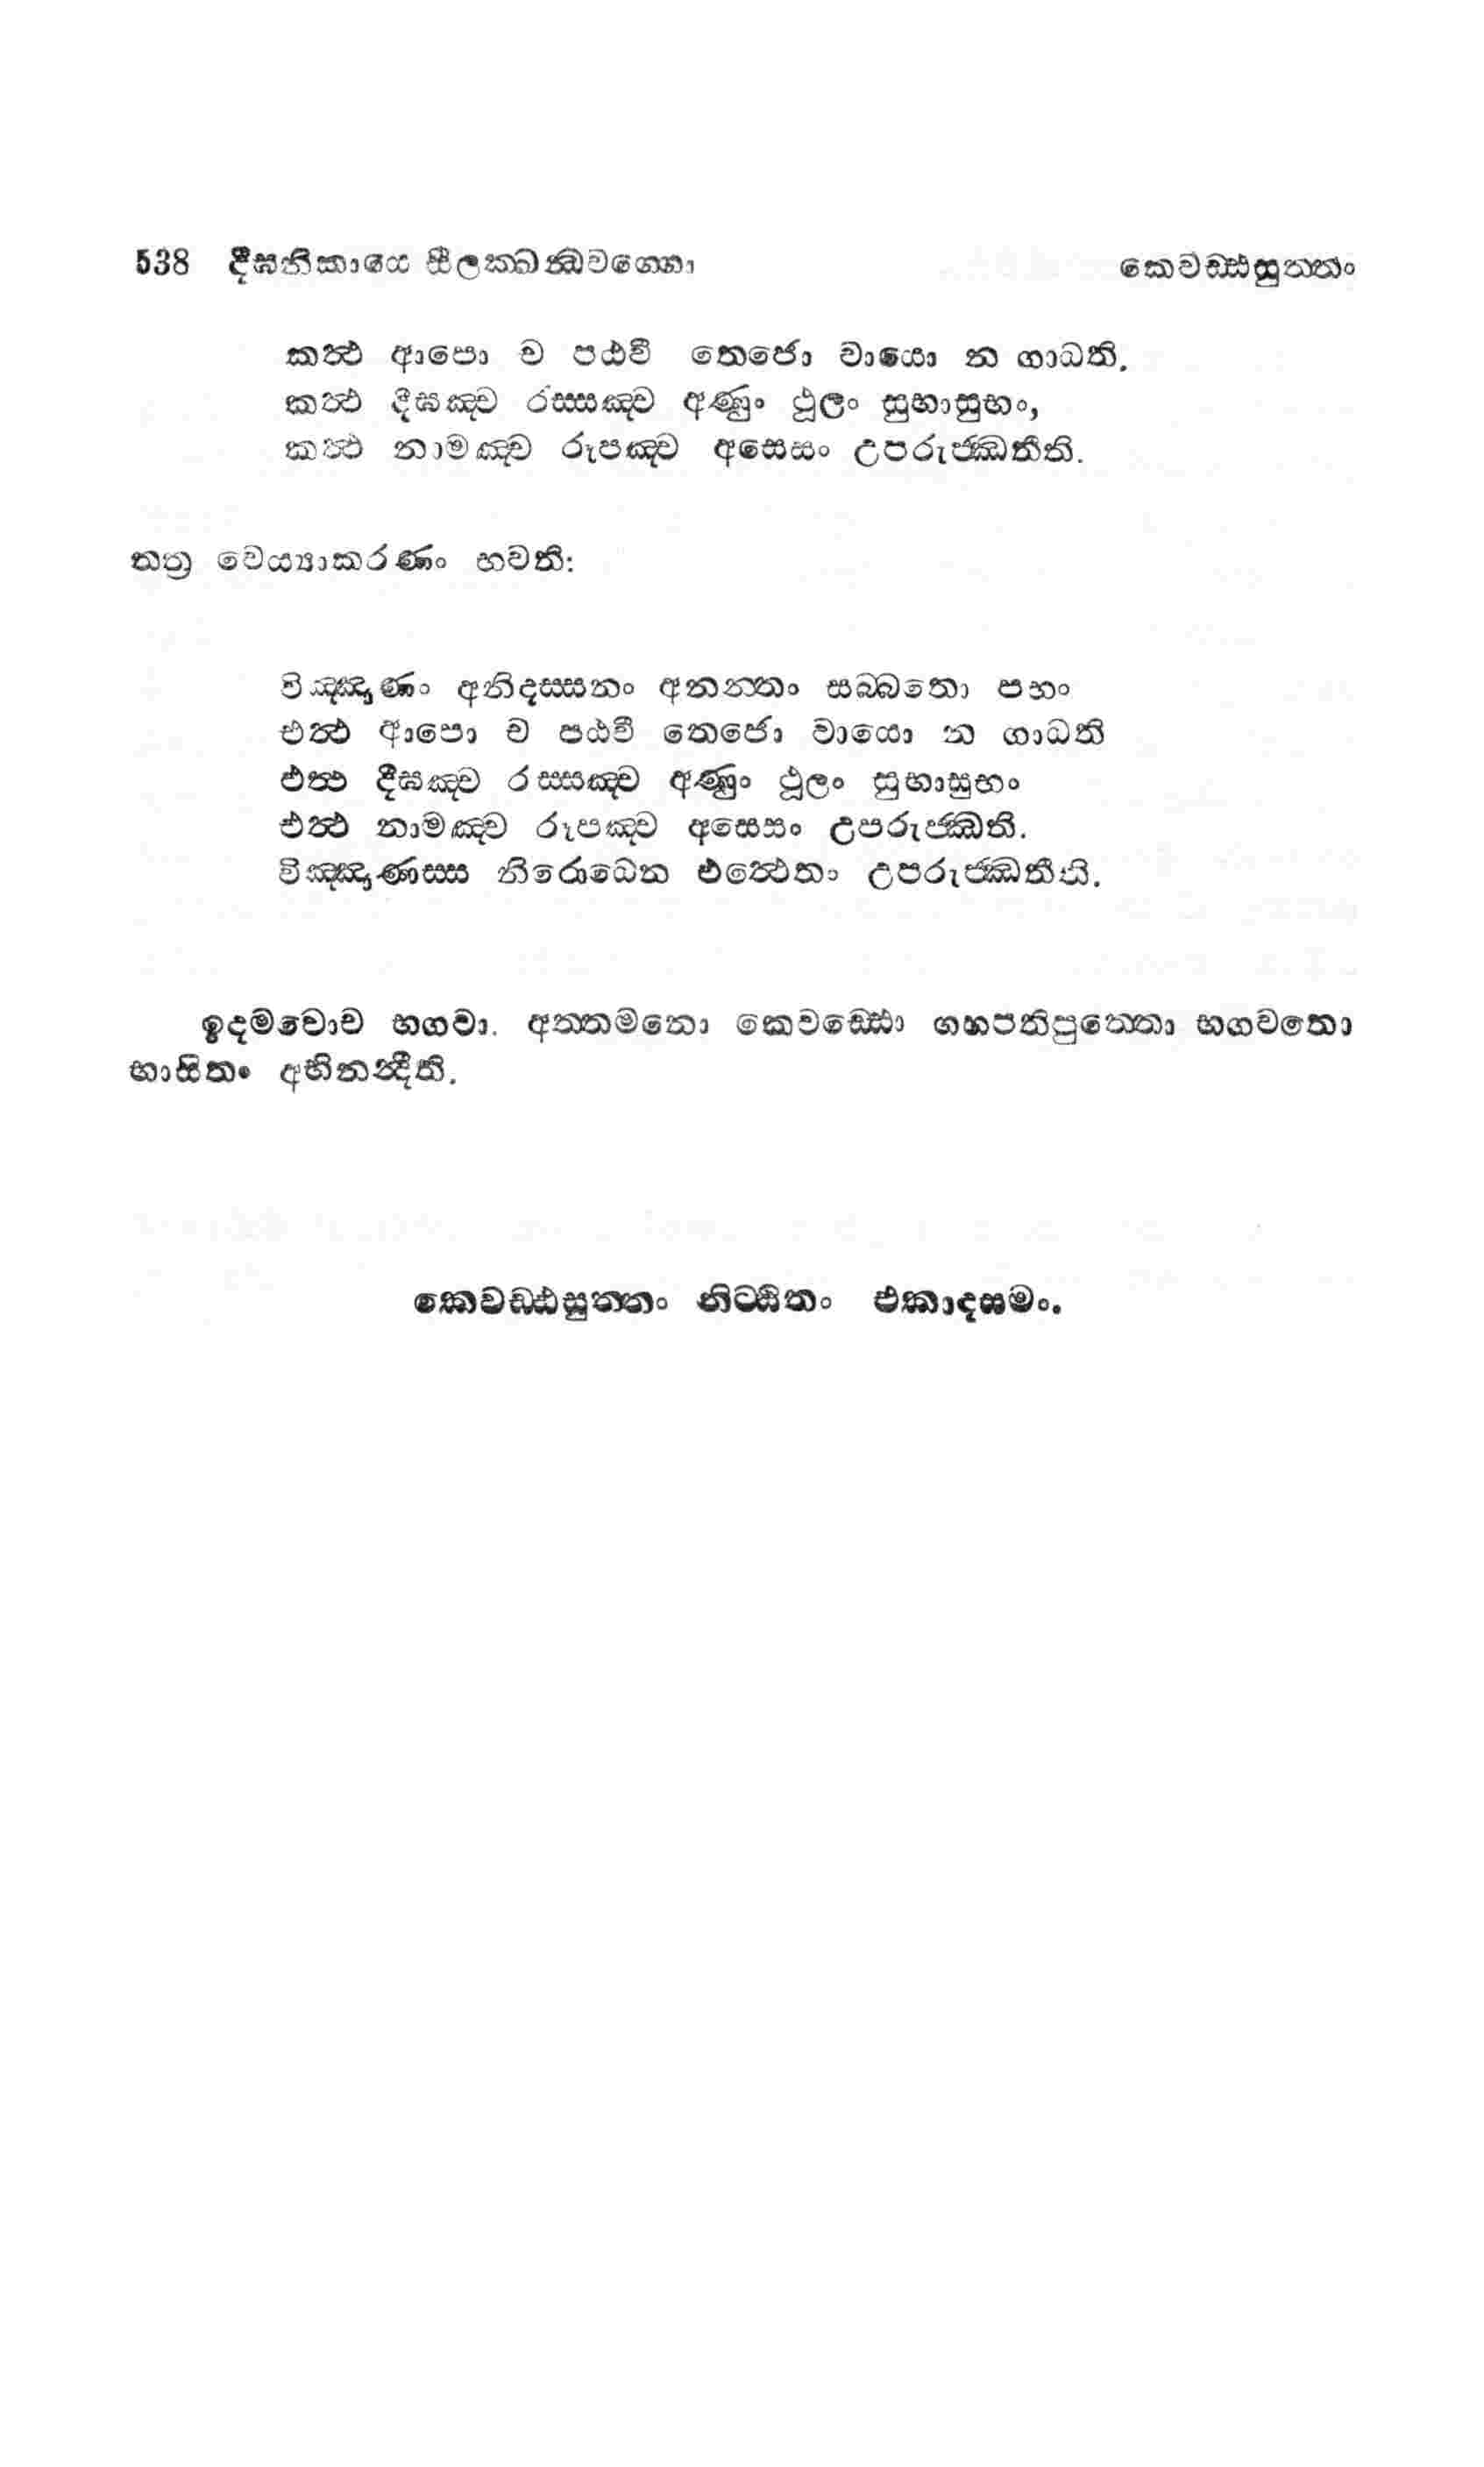 538 දීඝනිකායෙ සීලක‍්ඛන්‍ධවග‍්ගො කෙවඩ‍්ඪසුත‍්තං
කත්‍ථ ආපො ච පඨවී තෙජො වායො න ගාධති.
කත්‍ථ දීඝඤ්ච රස‍්සඤ්ච අණුං ථූලං සුභාසුභං,
කත්‍ථ නාමඤ්ච රූපඤ්ච අසෙසං උපරුජ‍්ඣතීති.
තත්‍ර වෙය්‍යාකරණං භවති:
විඤ්ඤාණං අනිදස‍්සනං අනන‍්තං සබ‍්බතො පභං
එත්‍ථ ආපො ච පඨවී තෙජො වායො න ගාධති
එත්‍ථ දීඝඤ්ච රස‍්සඤ්ච අණුං ථූලං සුභාසුභං
එත්‍ථ නාමඤ්ච රූපඤ්ච අසෙසං උපරුජ‍්ඣති.
විඤ්ඤාණස‍්ස නිරොධෙන එත්‍ථෙතං උපරුජ‍්ඣතීති.
ඉදමවොච භගවා. අත‍්තමනො කෙවඩ‍්ඪො ගහපතිපුත‍්තො භගවතො
භාසිතං අභිනන්‍දීති.
කෙවඩ‍්ඪසුත‍්තං නිට‍්ඨිතං එකාදසමං.